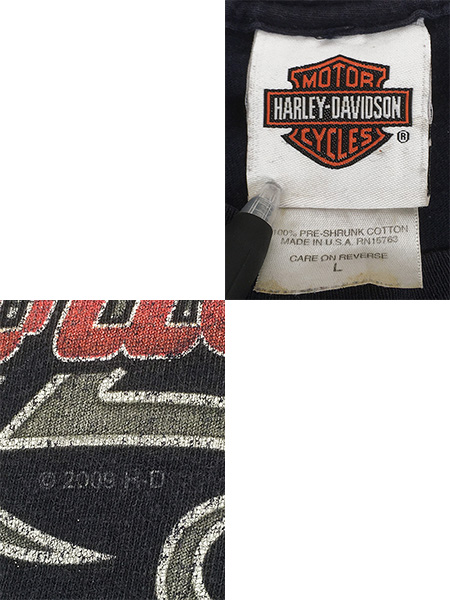 MOTOR
HARLEY-DAVIDSON
CYCLES
®
100% PRE-SHRUNK COTTON
MADE IN U.S.A. RN15763
CARE ON REVERSE
L
© 2009 H-D